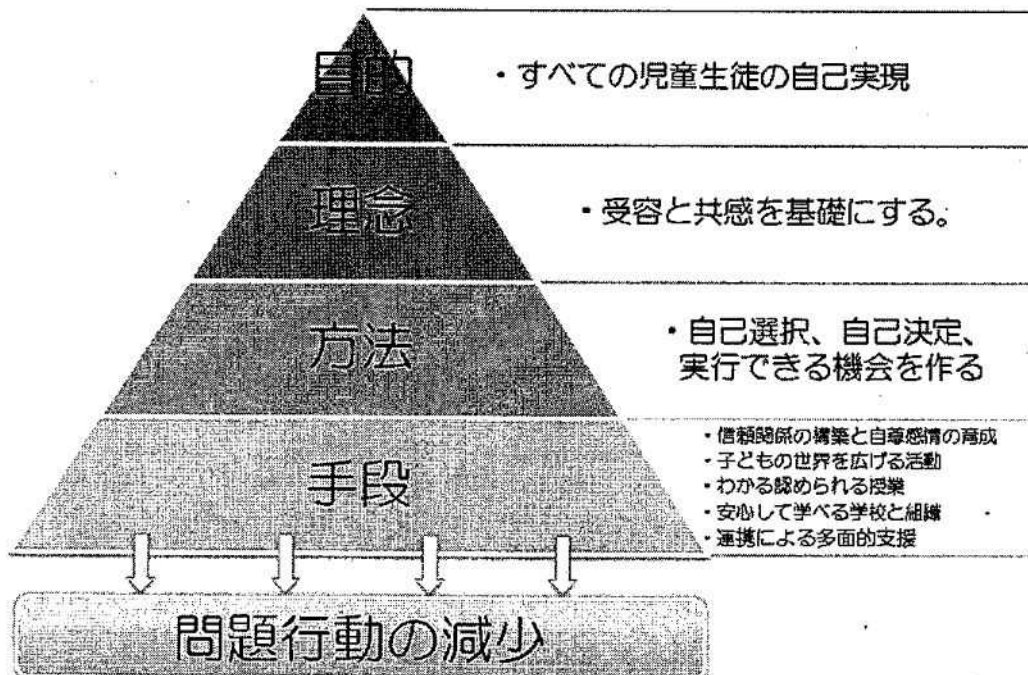 目的
・すべての児童生徒の自己実現
理念
・受容と共感を基礎にする。
方法
・自己選択、自己決定、
実行できる機会を作る
手段
・信頼関係の構築と自尊感情の育成
・子どもの世界を広げる活動
・わかる認められる授業
・安心して学べる学校と組織
・連携による多面的支援
問題行動の減少